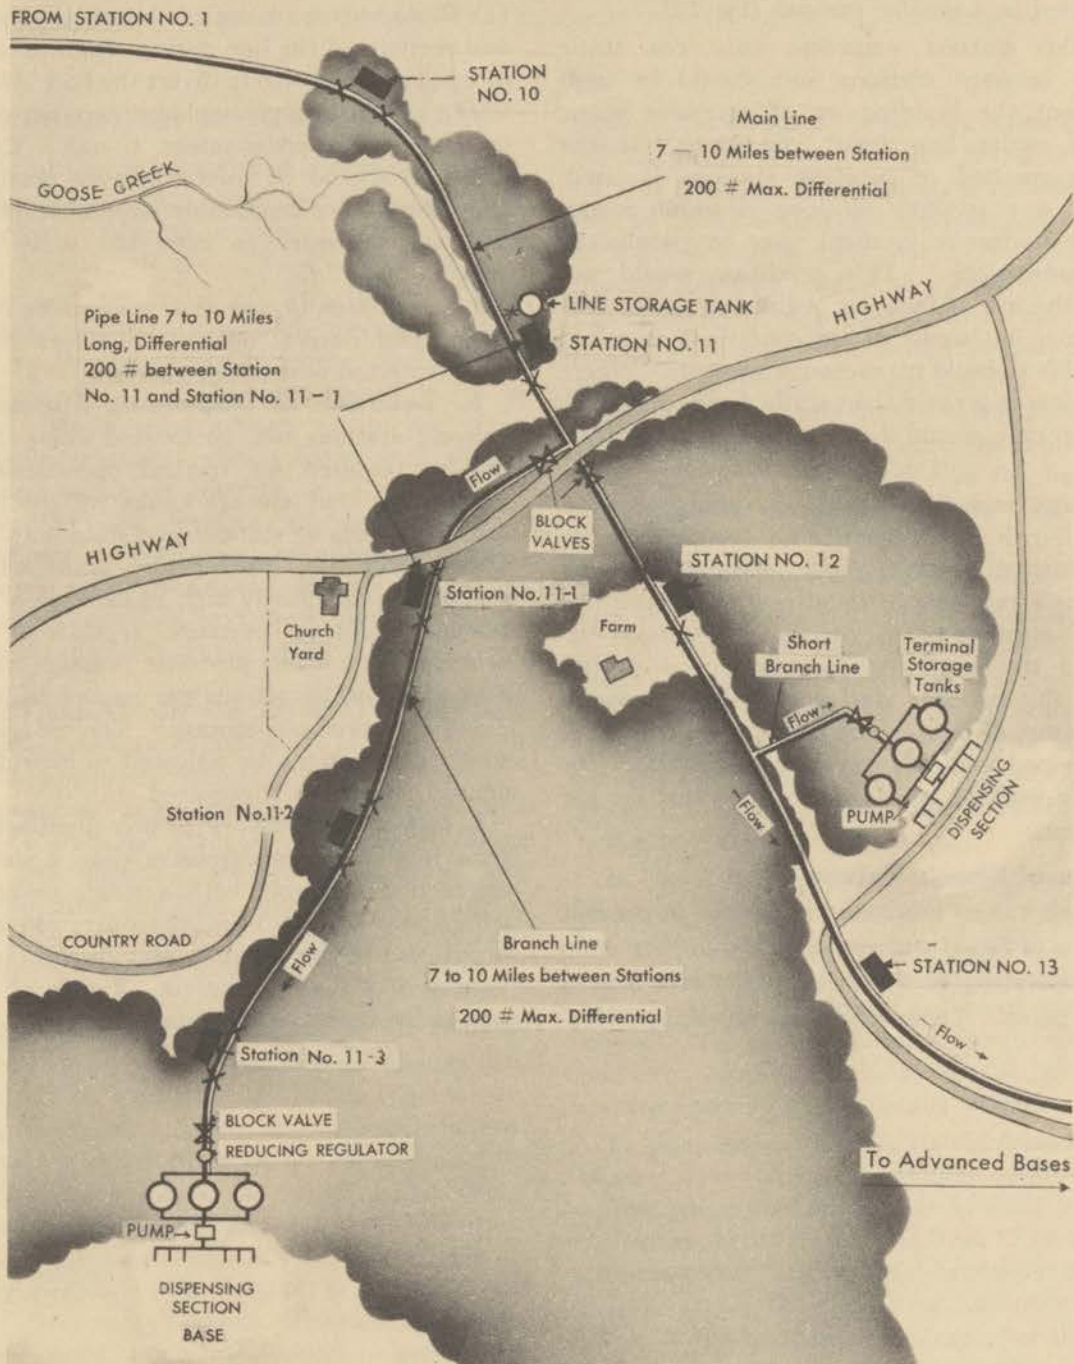 FROM STATION NO. 1
STATION
NO. 10
Main Line
7 — 10 Miles between Station
200 # Max. Differential
GOOSE CREEK
LINE STORAGE TANK
HIGHWAY
Pipe Line 7 to 10 Miles
Long, Differential
200 # between Station
No. 11 and Station No. 11 - 1
STATION NO. 11
Flow
BLOCK
VALVES
HIGHWAY
STATION NO. 12
Station No. 11-1
Church
Yard
Farm
Short
Branch Line
Terminal
Storage
Tanks
Flow
Station No. 11-2
Flow
PUMP
DISPENSING
SECTION
COUNTRY ROAD
Flow
Branch Line
7 to 10 Miles between Stations
200 # Max. Differential
STATION NO. 13
Flow
Station No. 11-3
BLOCK VALVE
REDUCING REGULATOR
To Advanced Bases
PUMP
DISPENSING
SECTION
BASE